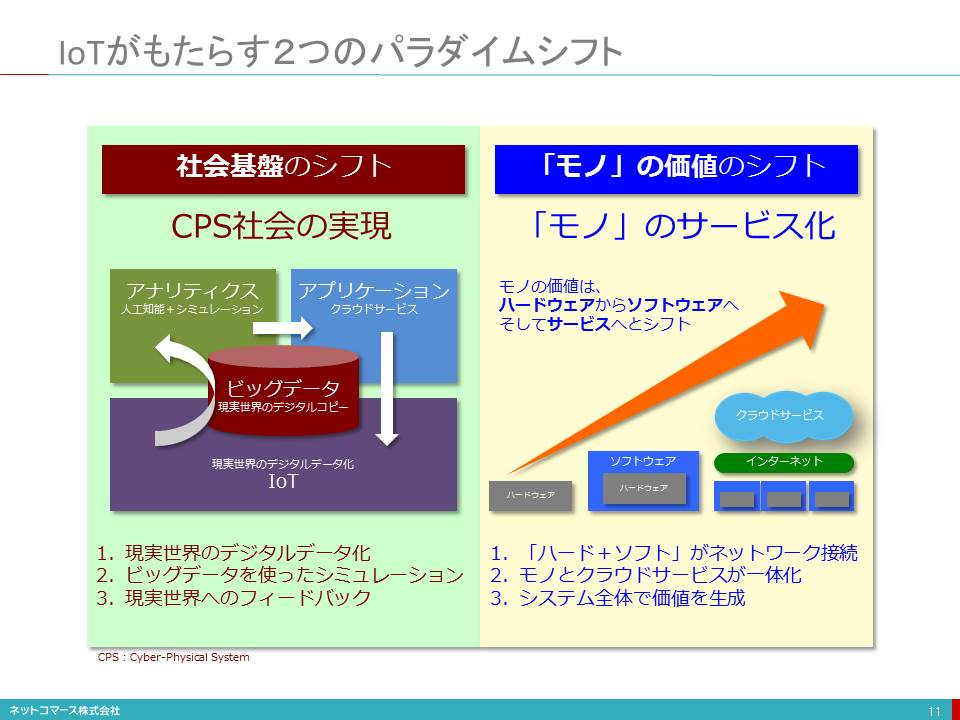 IoTがもたらす２つのパラダイムシフト
社会基盤のシフト
CPS社会の実現
アナリティクス
人工知能＋シミュレーション
アプリケーション
クラウドサービス
ビッグデータ
現実世界のデジタルコピー
現実世界のデジタルデータ化
IoT
1. 現実世界のデジタルデータ化
2. ビッグデータを使ったシミュレーション
3. 現実世界へのフィードバック
「モノ」の価値のシフト
「モノ」のサービス化
モノの価値は、
ハードウェアからソフトウェアへ
そしてサービスへとシフト
クラウドサービス
インターネット
ソフトウェア
ハードウェア
ハードウェア
1. 「ハード＋ソフト」がネットワーク接続
2. モノとクラウドサービスが一体化
3. システム全体で価値を生成
CPS：Cyber-Physical System
ネットコマース株式会社
11